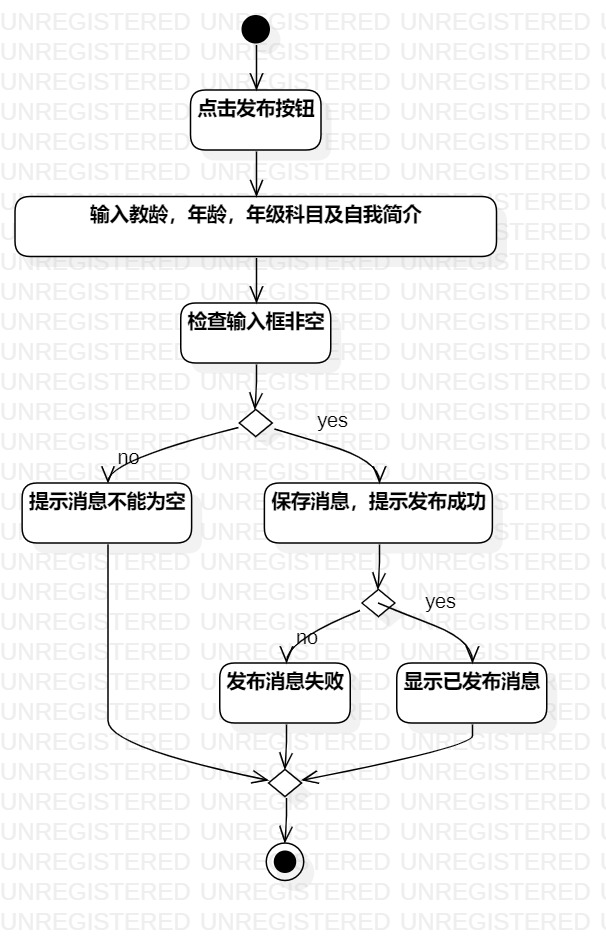 点击发布按钮
输入教龄，年龄，年级科目及自我简介
检查输入框非空
yes
no
提示消息不能为空
保存消息，提示发布成功
yes
no
发布消息失败
显示已发布消息
UNREGISTERED